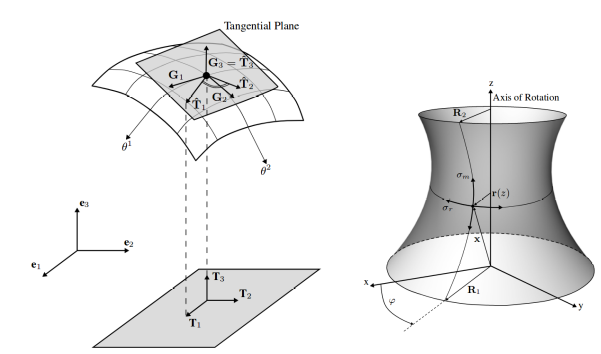 Tangential Plane
G₃ = T̂₃
G₁
T̂₂
T̂₁
G₂
θ¹
θ²
e₃
e₂
e₁
T₃
T₂
T₁
z
Axis of Rotation
R₂
σₘ
r(z)
σᵣ
x
x
φ
R₁
y